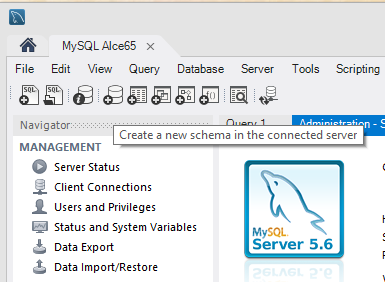 MySQL Alce65 ×
File Edit View Query Database Server Tools Scripting
SQL SQL
Navigator
Create a new schema in the connected server
Query 1 Administration - S
MANAGEMENT
Server Status
Client Connections
Users and Privileges
Status and System Variables
Data Export
Data Import/Restore
MySQL
Server 5.6